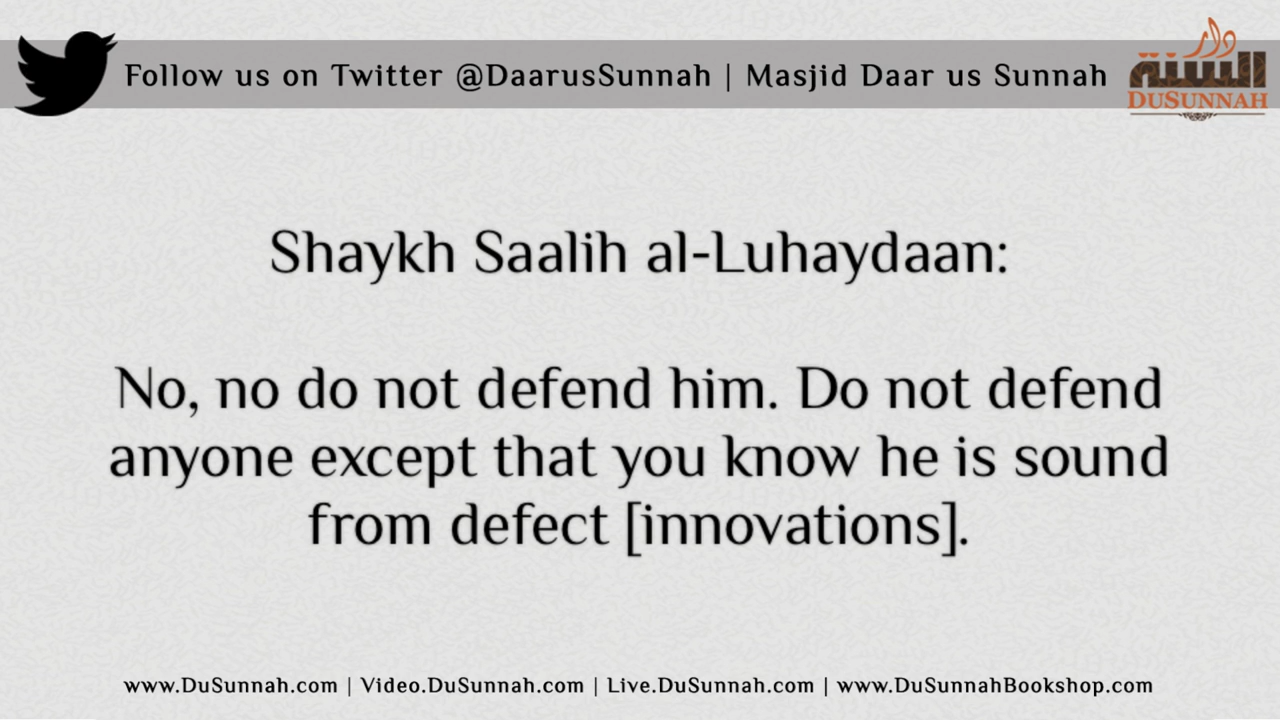 Follow us on Twitter @DaarusSunnah | Masjid Daar us Sunnah
دار
السنة
DUSUNNAH
Shaykh Saalih al-Luhaydaan:
No, no do not defend him. Do not defend
anyone except that you know he is sound
from defect [innovations].
www.DuSunnah.com | Video.DuSunnah.com | Live.DuSunnah.com | www.DuSunnahBookshop.com